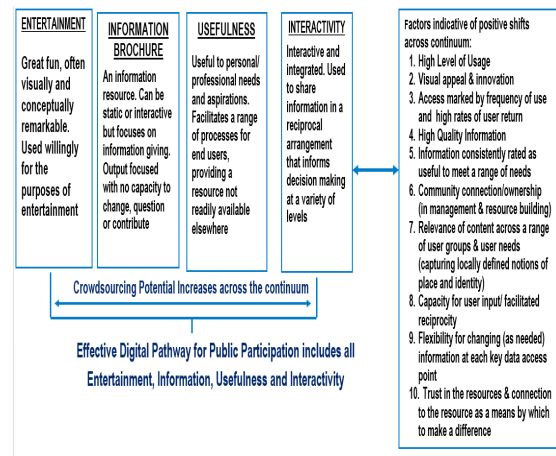 ENTERTAINMENT
Great fun, often
visually and
conceptually
remarkable.
Used willingly
for the
purposes of
entertainment
INFORMATION
BROCHURE
An information
resource. Can be
static or interactive
but focuses on
information giving.
Output focused
with no capacity to
change, question
or contribute
USEFULNESS
Useful to personal/
professional needs
and aspirations.
Facilitates a range
of processes for
end users,
providing a
resource not
readily available
elsewhere
INTERACTIVITY
Interactive and
integrated. Used
to share
information in a
reciprocal
arrangement
that informs
decision making
at a variety of
levels
Crowdsourcing Potential Increases across the continuum
Effective Digital Pathway for Public Participation includes all
Entertainment, Information, Usefulness and Interactivity
Factors indicative of positive shifts
across continuum:
1. High Level of Usage
2. Visual appeal & innovation
3. Access marked by frequency of use
and high rates of user return
4. High Quality Information
5. Information consistently rated as
useful to meet a range of needs
6. Community connection/ownership
(in management & resource building)
7. Relevance of content across a range
of user groups & user needs
(capturing locally defined notions of
place and identity)
8. Capacity for user input/ facilitated
reciprocity
9. Flexibility for changing (as needed)
information at each key data access
point
10. Trust in the resources & connection
to the resource as a means by which
to make a difference